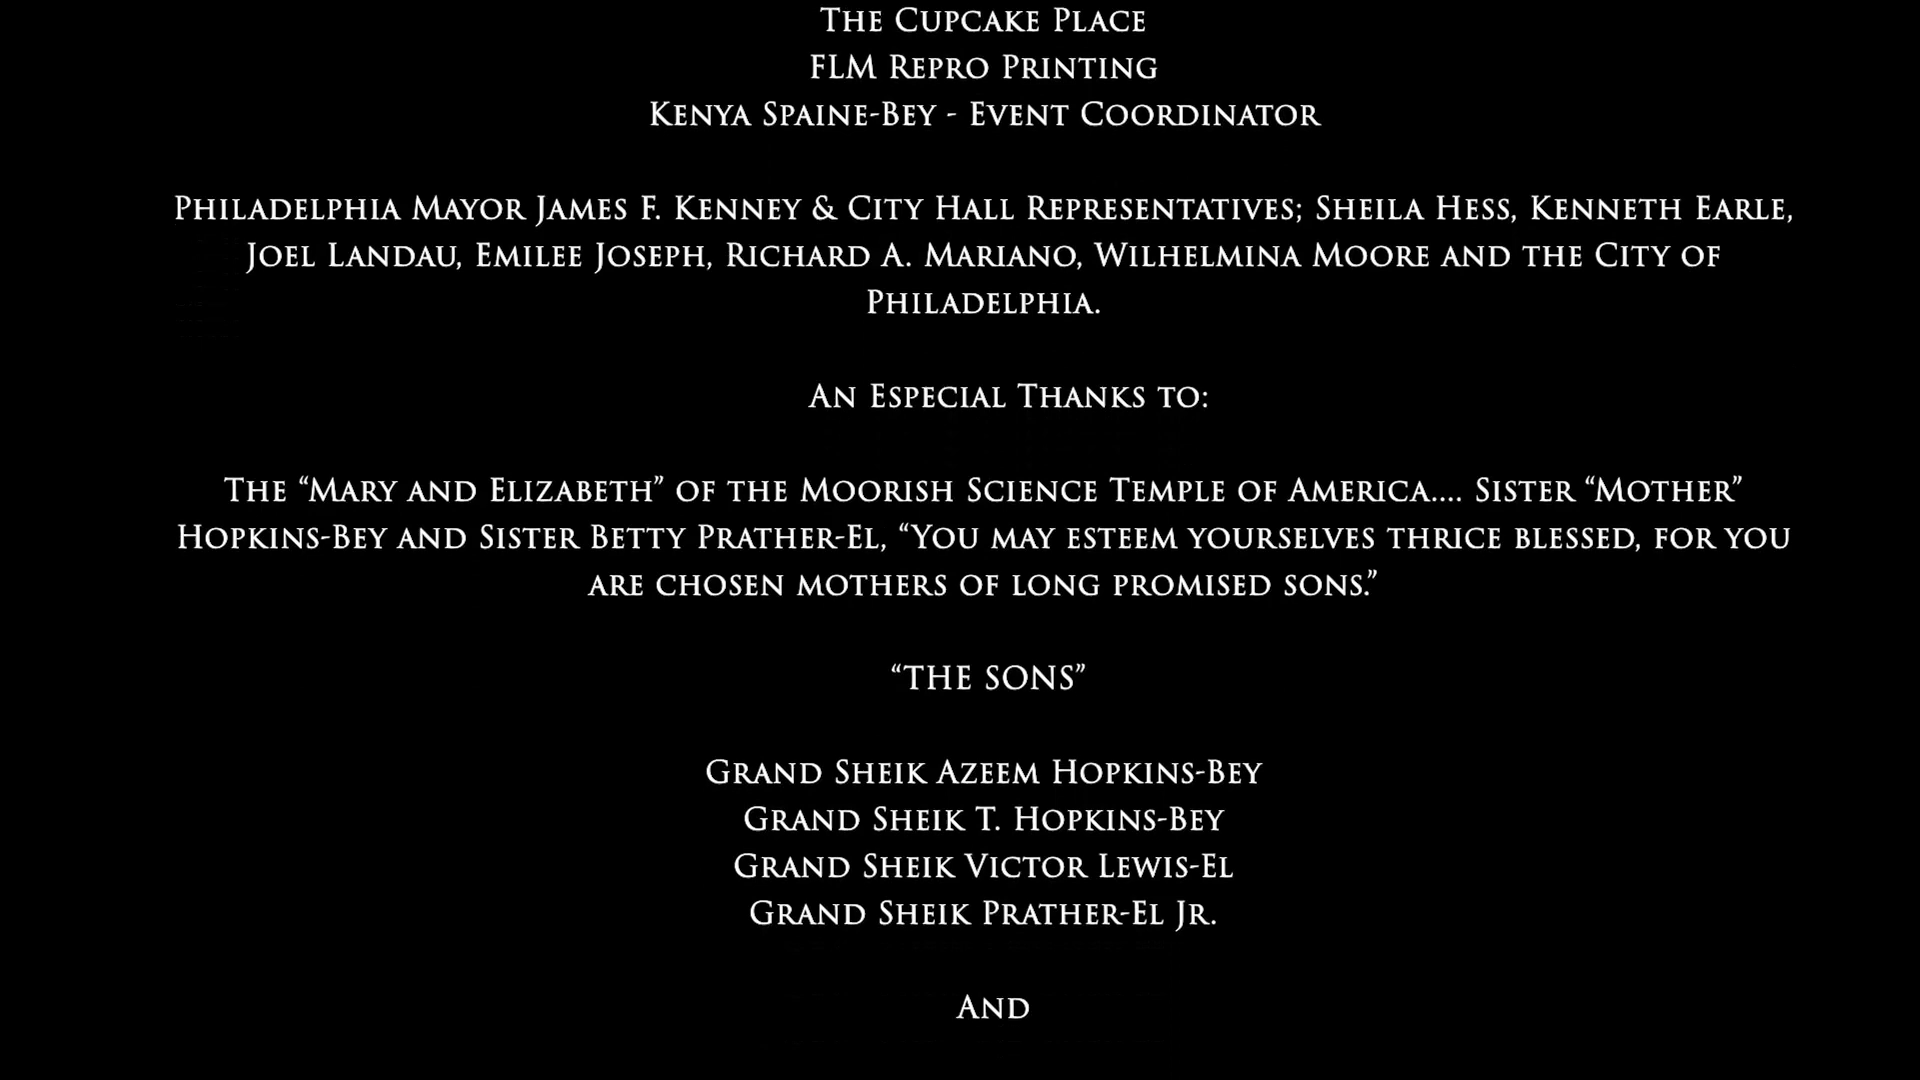 The Cupcake Place
FLM Repro Printing
Kenya Spaine-Bey - Event Coordinator
Philadelphia Mayor James F. Kenney & City Hall Representatives; Sheila Hess, Kenneth Earle,
Joel Landau, Emilee Joseph, Richard A. Mariano, Wilhelmina Moore and the City of
Philadelphia.
An Especial Thanks to:
The “Mary and Elizabeth” of the Moorish Science Temple of America.... Sister “Mother”
Hopkins-Bey and Sister Betty Prather-El, “You may esteem yourselves thrice blessed, for you
are chosen mothers of long promised sons.”
“THE SONS”
Grand Sheik Azeem Hopkins-Bey
Grand Sheik T. Hopkins-Bey
Grand Sheik Victor Lewis-El
Grand Sheik Prather-El Jr.
And